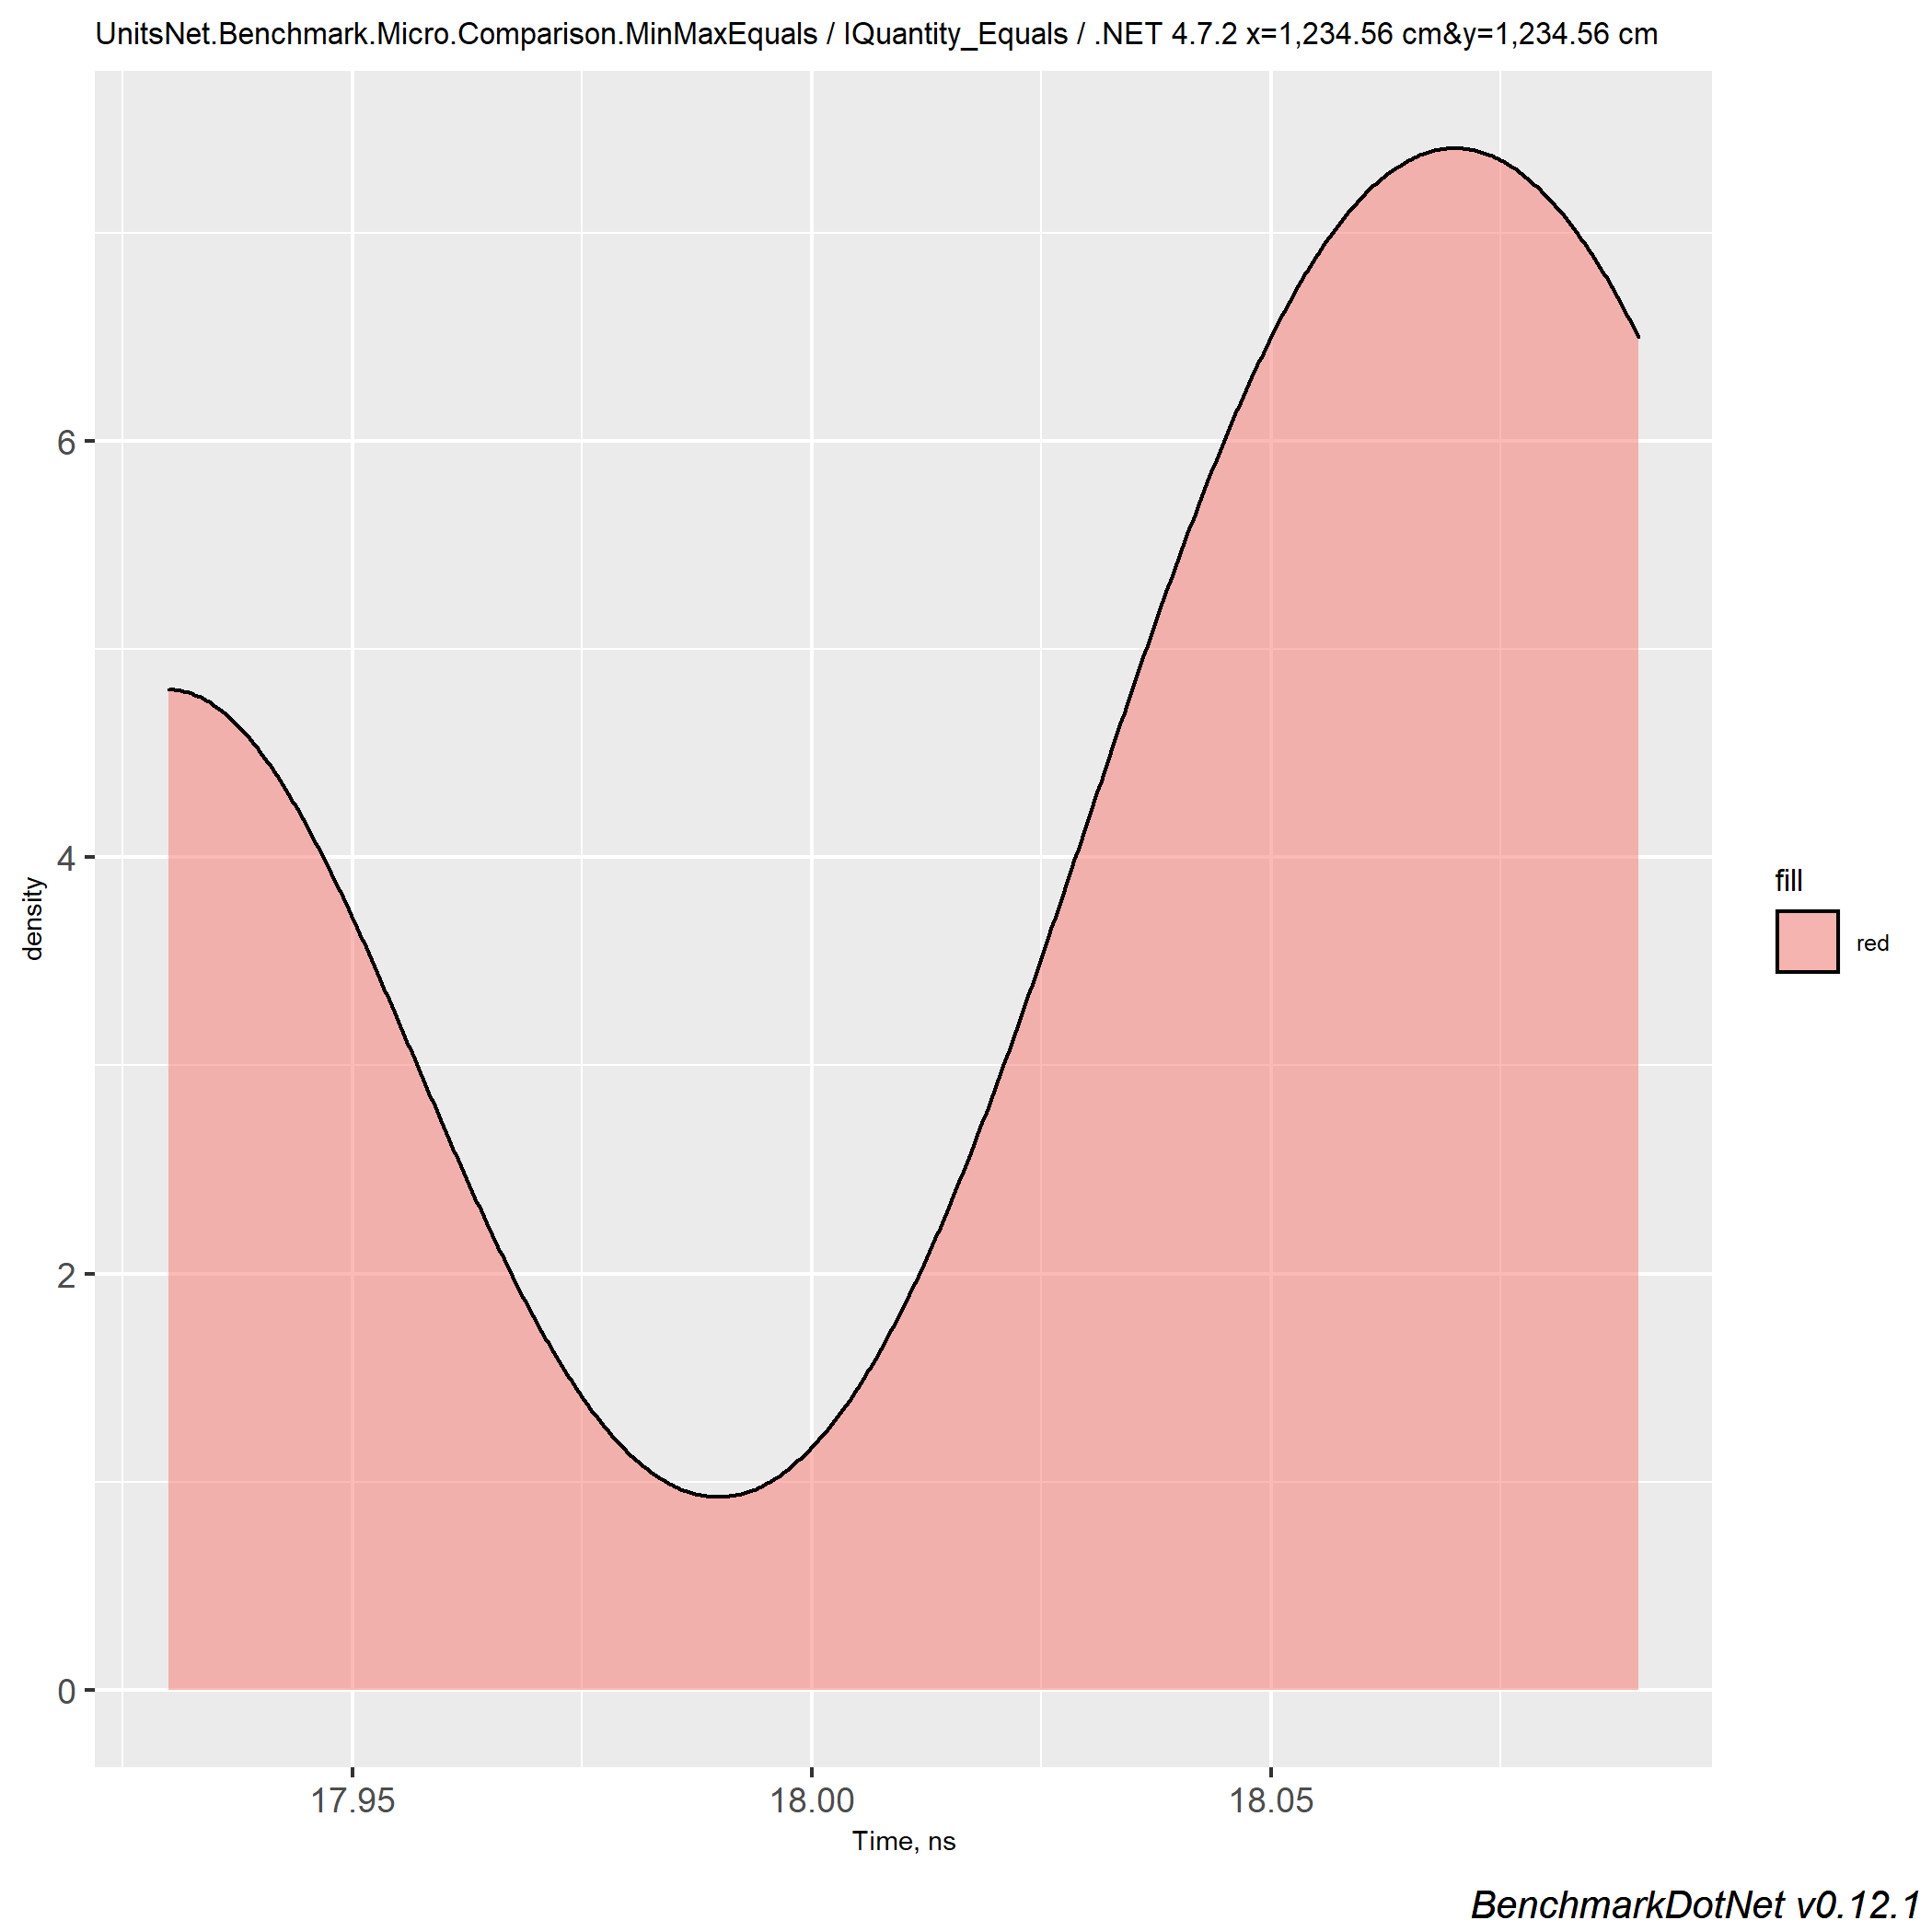 UnitsNet.Benchmark.Micro.Comparison.MinMaxEquals / IQuantity_Equals / .NET 4.7.2 x=1,234.56 cm&y=1,234.56 cm
6
4
2
0
density
17.95 18.00 18.05
Time, ns
fill
red
BenchmarkDotNet v0.12.1